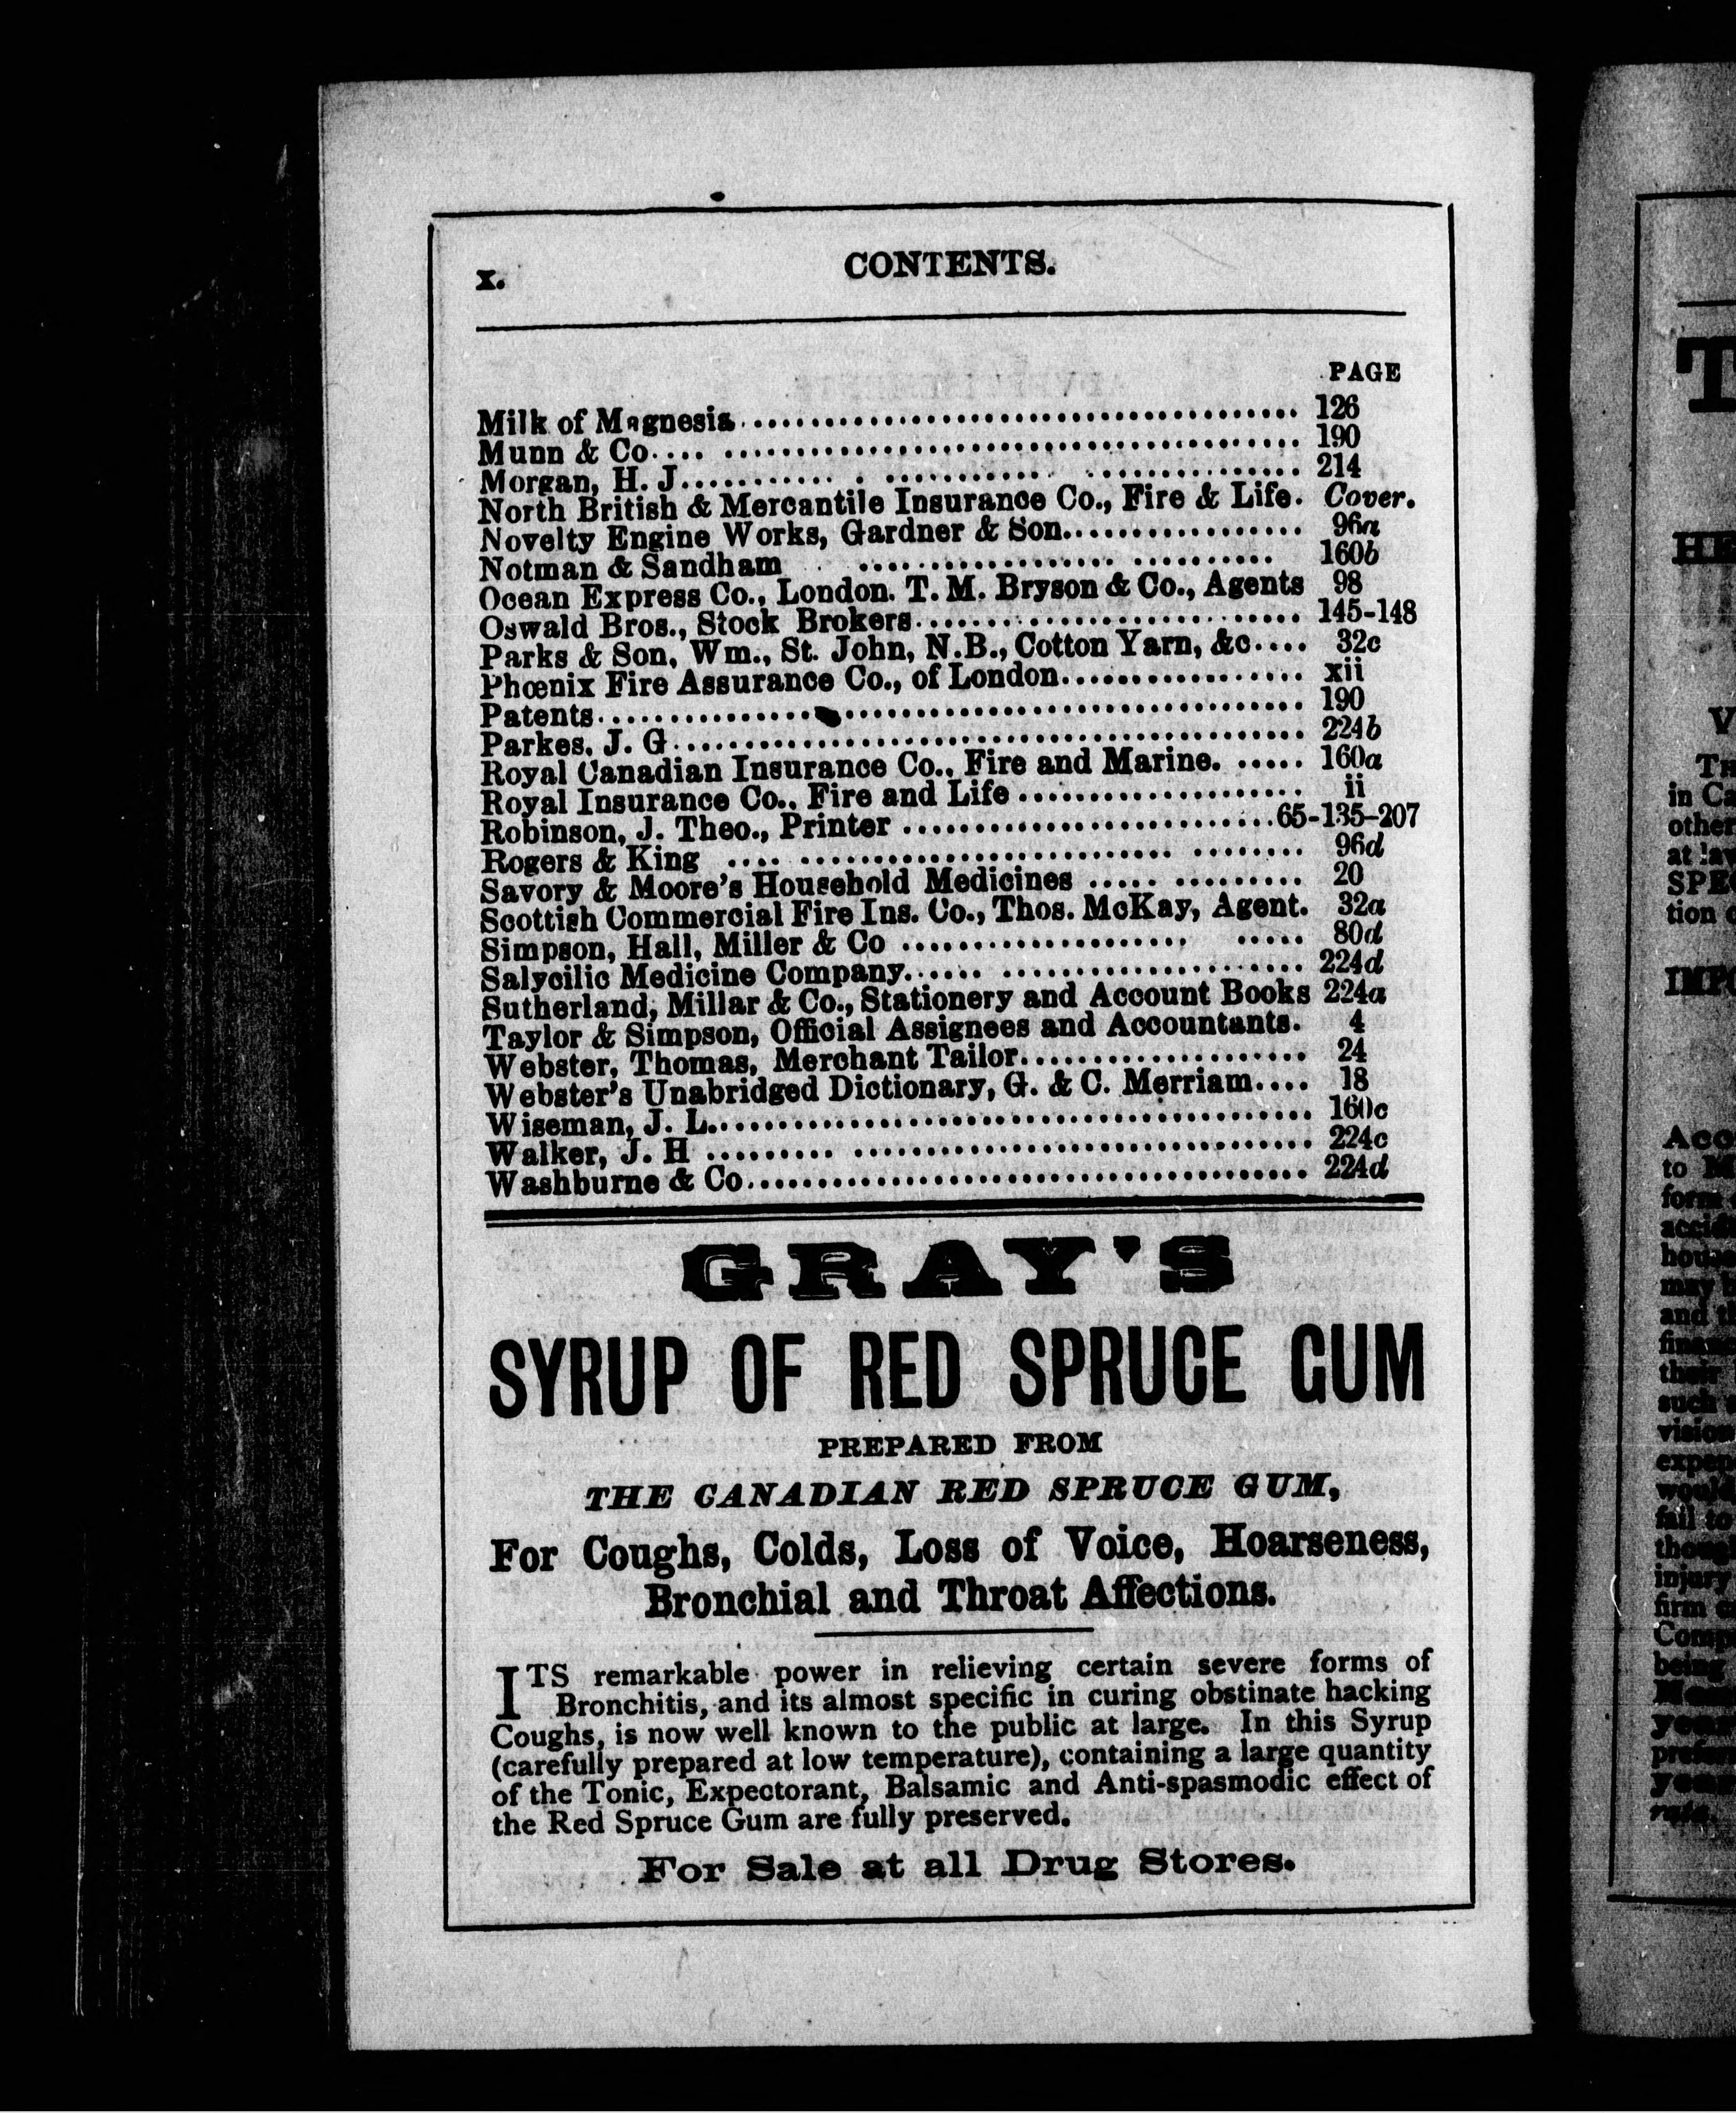 x.
CONTENTS.
PAGE
Milk of Magnesia........................................ 126
Munn & Co.... ........................................ 190
Morgan, H. J............ . ........... ............... 214
North British & Mercantile Insurance Co., Fire & Life. Cover.
Novelty Engine Works, Gardner & Son................. 96a
Notman & Sandham .................. .......... 160b
Ocean Express Co., London. T. M. Bryson & Co., Agents 98
Oswald Bros., Stock Brokers........................... 145-148
Parks & Son, Wm., St. John, N.B., Cotton Yarn, &c.... 32c
Phœnix Fire Assurance Co., of London................. xii
Patents.................................................. 190
Parkes, J. G............................................. 224b
Royal Canadian Insurance Co., Fire and Marine. ..... 160a
Royal Insurance Co., Fire and Life .................... ii
Robinson, J. Theo., Printer ..........................65-135-207
Rogers & King .... .......................... ........ 96d
Savory & Moore's Household Medicines ..... ......... 20
Scottish Commercial Fire Ins. Co., Thos. McKay, Agent. 32a
Simpson, Hall, Miller & Co .................... ..... 80d
Salycilic Medicine Company...... ..................... 224d
Sutherland, Millar & Co., Stationery and Account Books 224a
Taylor & Simpson, Official Assignees and Accountants. 4
Webster, Thomas, Merchant Tailor.................... 24
Webster's Unabridged Dictionary, G. & C. Merriam.... 18
Wiseman, J. L.......................................... 160c
Walker, J. H ......... ................................ 224c
Washburne & Co....................................... 224d
GRAY'S
SYRUP OF RED SPRUCE GUM
PREPARED FROM
THE CANADIAN RED SPRUCE GUM,
For Coughs, Colds, Loss of Voice, Hoarseness,
Bronchial and Throat Affections.
ITS remarkable power in relieving certain severe forms of
Bronchitis, and its almost specific in curing obstinate hacking
Coughs, is now well known to the public at large. In this Syrup
(carefully prepared at low temperature), containing a large quantity
of the Tonic, Expectorant, Balsamic and Anti-spasmodic effect of
the Red Spruce Gum are fully preserved.
For Sale at all Drug Stores.